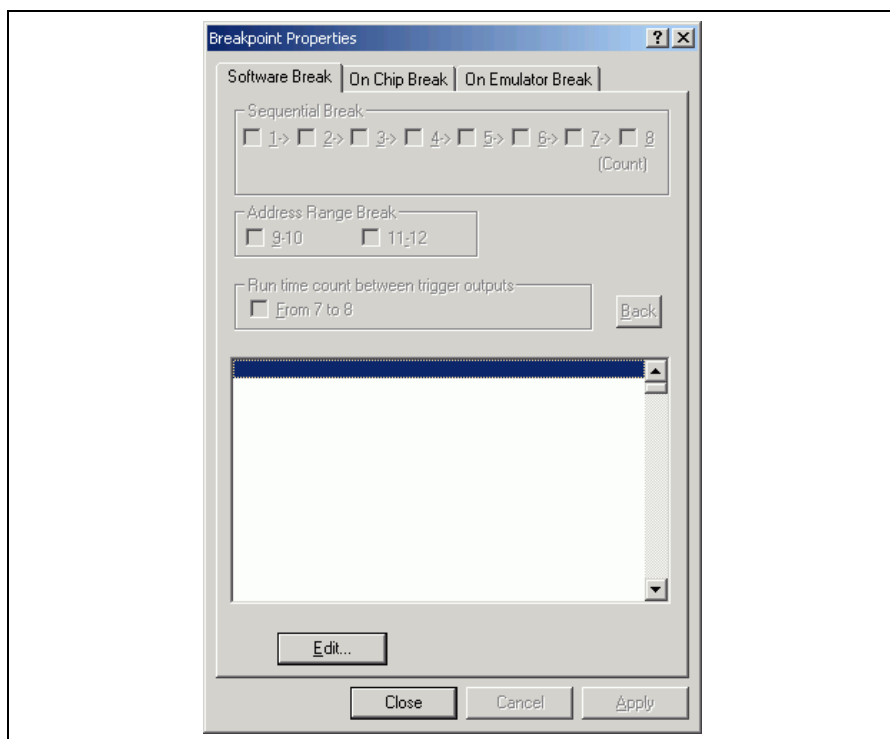 Breakpoint Properties
Software Break On Chip Break On Emulator Break
Sequential Break
1-> 2-> 3-> 4-> 5-> 6-> 7-> 8
(Count)
Address Range Break
9-10 11-12
Run time count between trigger outputs
From 7 to 8
Back
Edit...
Close Cancel Apply